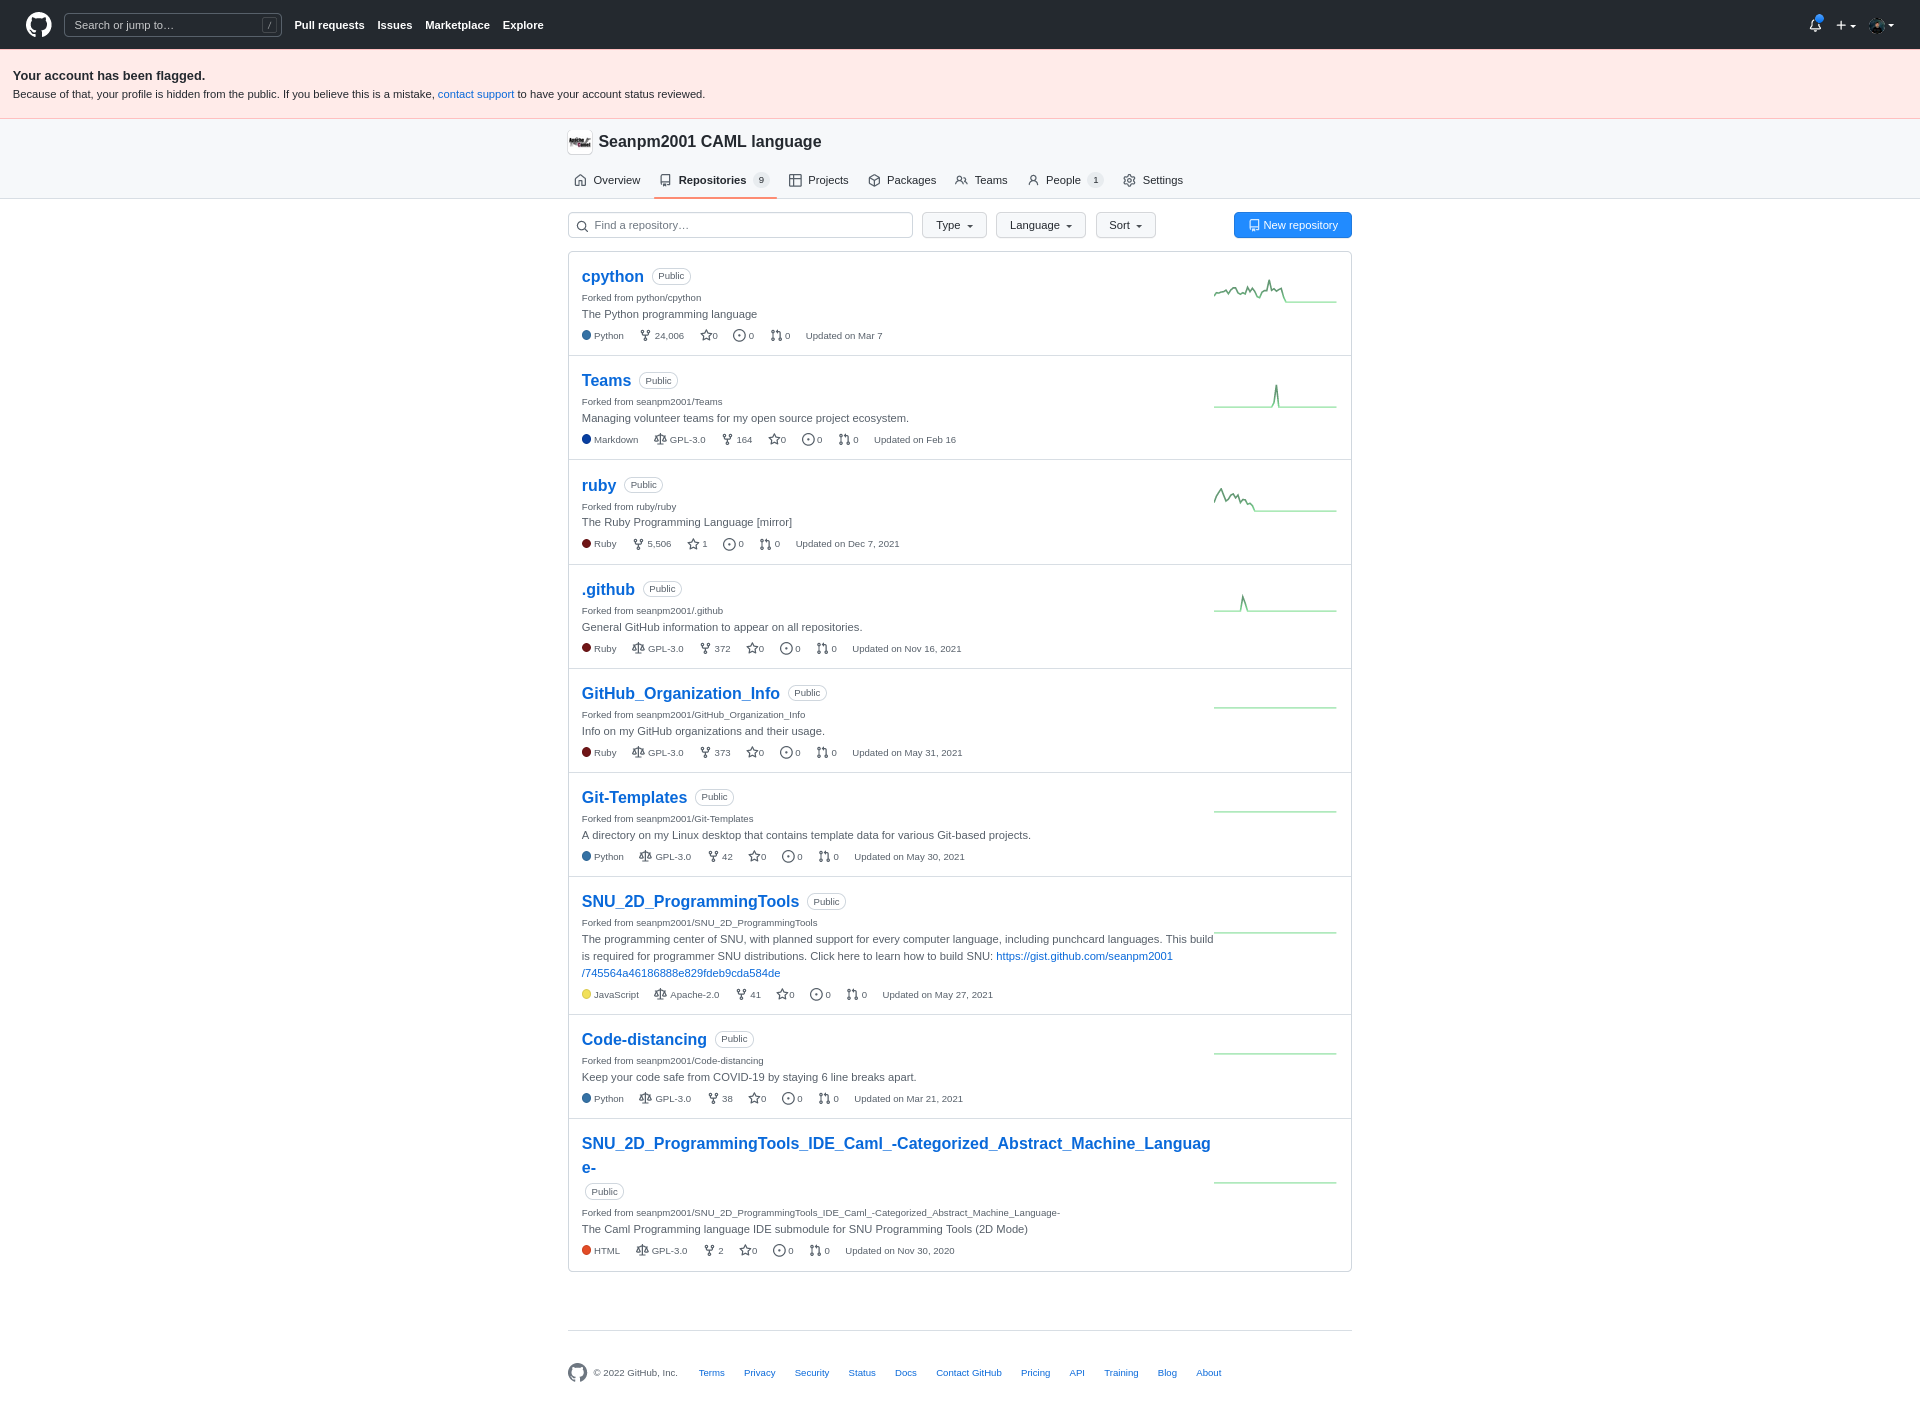 Search or jump to…
/
Pull requests
Issues
Marketplace
Explore
Your account has been flagged.
Because of that, your profile is hidden from the public. If you believe this is a mistake, contact support to have your account status reviewed.
Seanpm2001 CAML language
Overview
Repositories 9
Projects
Packages
Teams
People 1
Settings
Find a repository…
Type
Language
Sort
New repository
cpython Public
Forked from python/cpython
The Python programming language
Python 24,006 0 0 0 Updated on Mar 7
Teams Public
Forked from seanpm2001/Teams
Managing volunteer teams for my open source project ecosystem.
Markdown GPL-3.0 164 0 0 0 Updated on Feb 16
ruby Public
Forked from ruby/ruby
The Ruby Programming Language [mirror]
Ruby 5,506 1 0 0 Updated on Dec 7, 2021
.github Public
Forked from seanpm2001/.github
General GitHub information to appear on all repositories.
Ruby GPL-3.0 372 0 0 0 Updated on Nov 16, 2021
GitHub_Organization_Info Public
Forked from seanpm2001/GitHub_Organization_Info
Info on my GitHub organizations and their usage.
Ruby GPL-3.0 373 0 0 0 Updated on May 31, 2021
Git-Templates Public
Forked from seanpm2001/Git-Templates
A directory on my Linux desktop that contains template data for various Git-based projects.
Python GPL-3.0 42 0 0 0 Updated on May 30, 2021
SNU_2D_ProgrammingTools Public
Forked from seanpm2001/SNU_2D_ProgrammingTools
The programming center of SNU, with planned support for every computer language, including punchcard languages. This build
is required for programmer SNU distributions. Click here to learn how to build SNU: https://gist.github.com/seanpm2001
/745564a46186888e829fdeb9cda584de
JavaScript Apache-2.0 41 0 0 0 Updated on May 27, 2021
Code-distancing Public
Forked from seanpm2001/Code-distancing
Keep your code safe from COVID-19 by staying 6 line breaks apart.
Python GPL-3.0 38 0 0 0 Updated on Mar 21, 2021
SNU_2D_ProgrammingTools_IDE_Caml_-Categorized_Abstract_Machine_Languag
e-
Public
Forked from seanpm2001/SNU_2D_ProgrammingTools_IDE_Caml_-Categorized_Abstract_Machine_Language-
The Caml Programming language IDE submodule for SNU Programming Tools (2D Mode)
HTML GPL-3.0 2 0 0 0 Updated on Nov 30, 2020
© 2022 GitHub, Inc.
Terms
Privacy
Security
Status
Docs
Contact GitHub
Pricing
API
Training
Blog
About